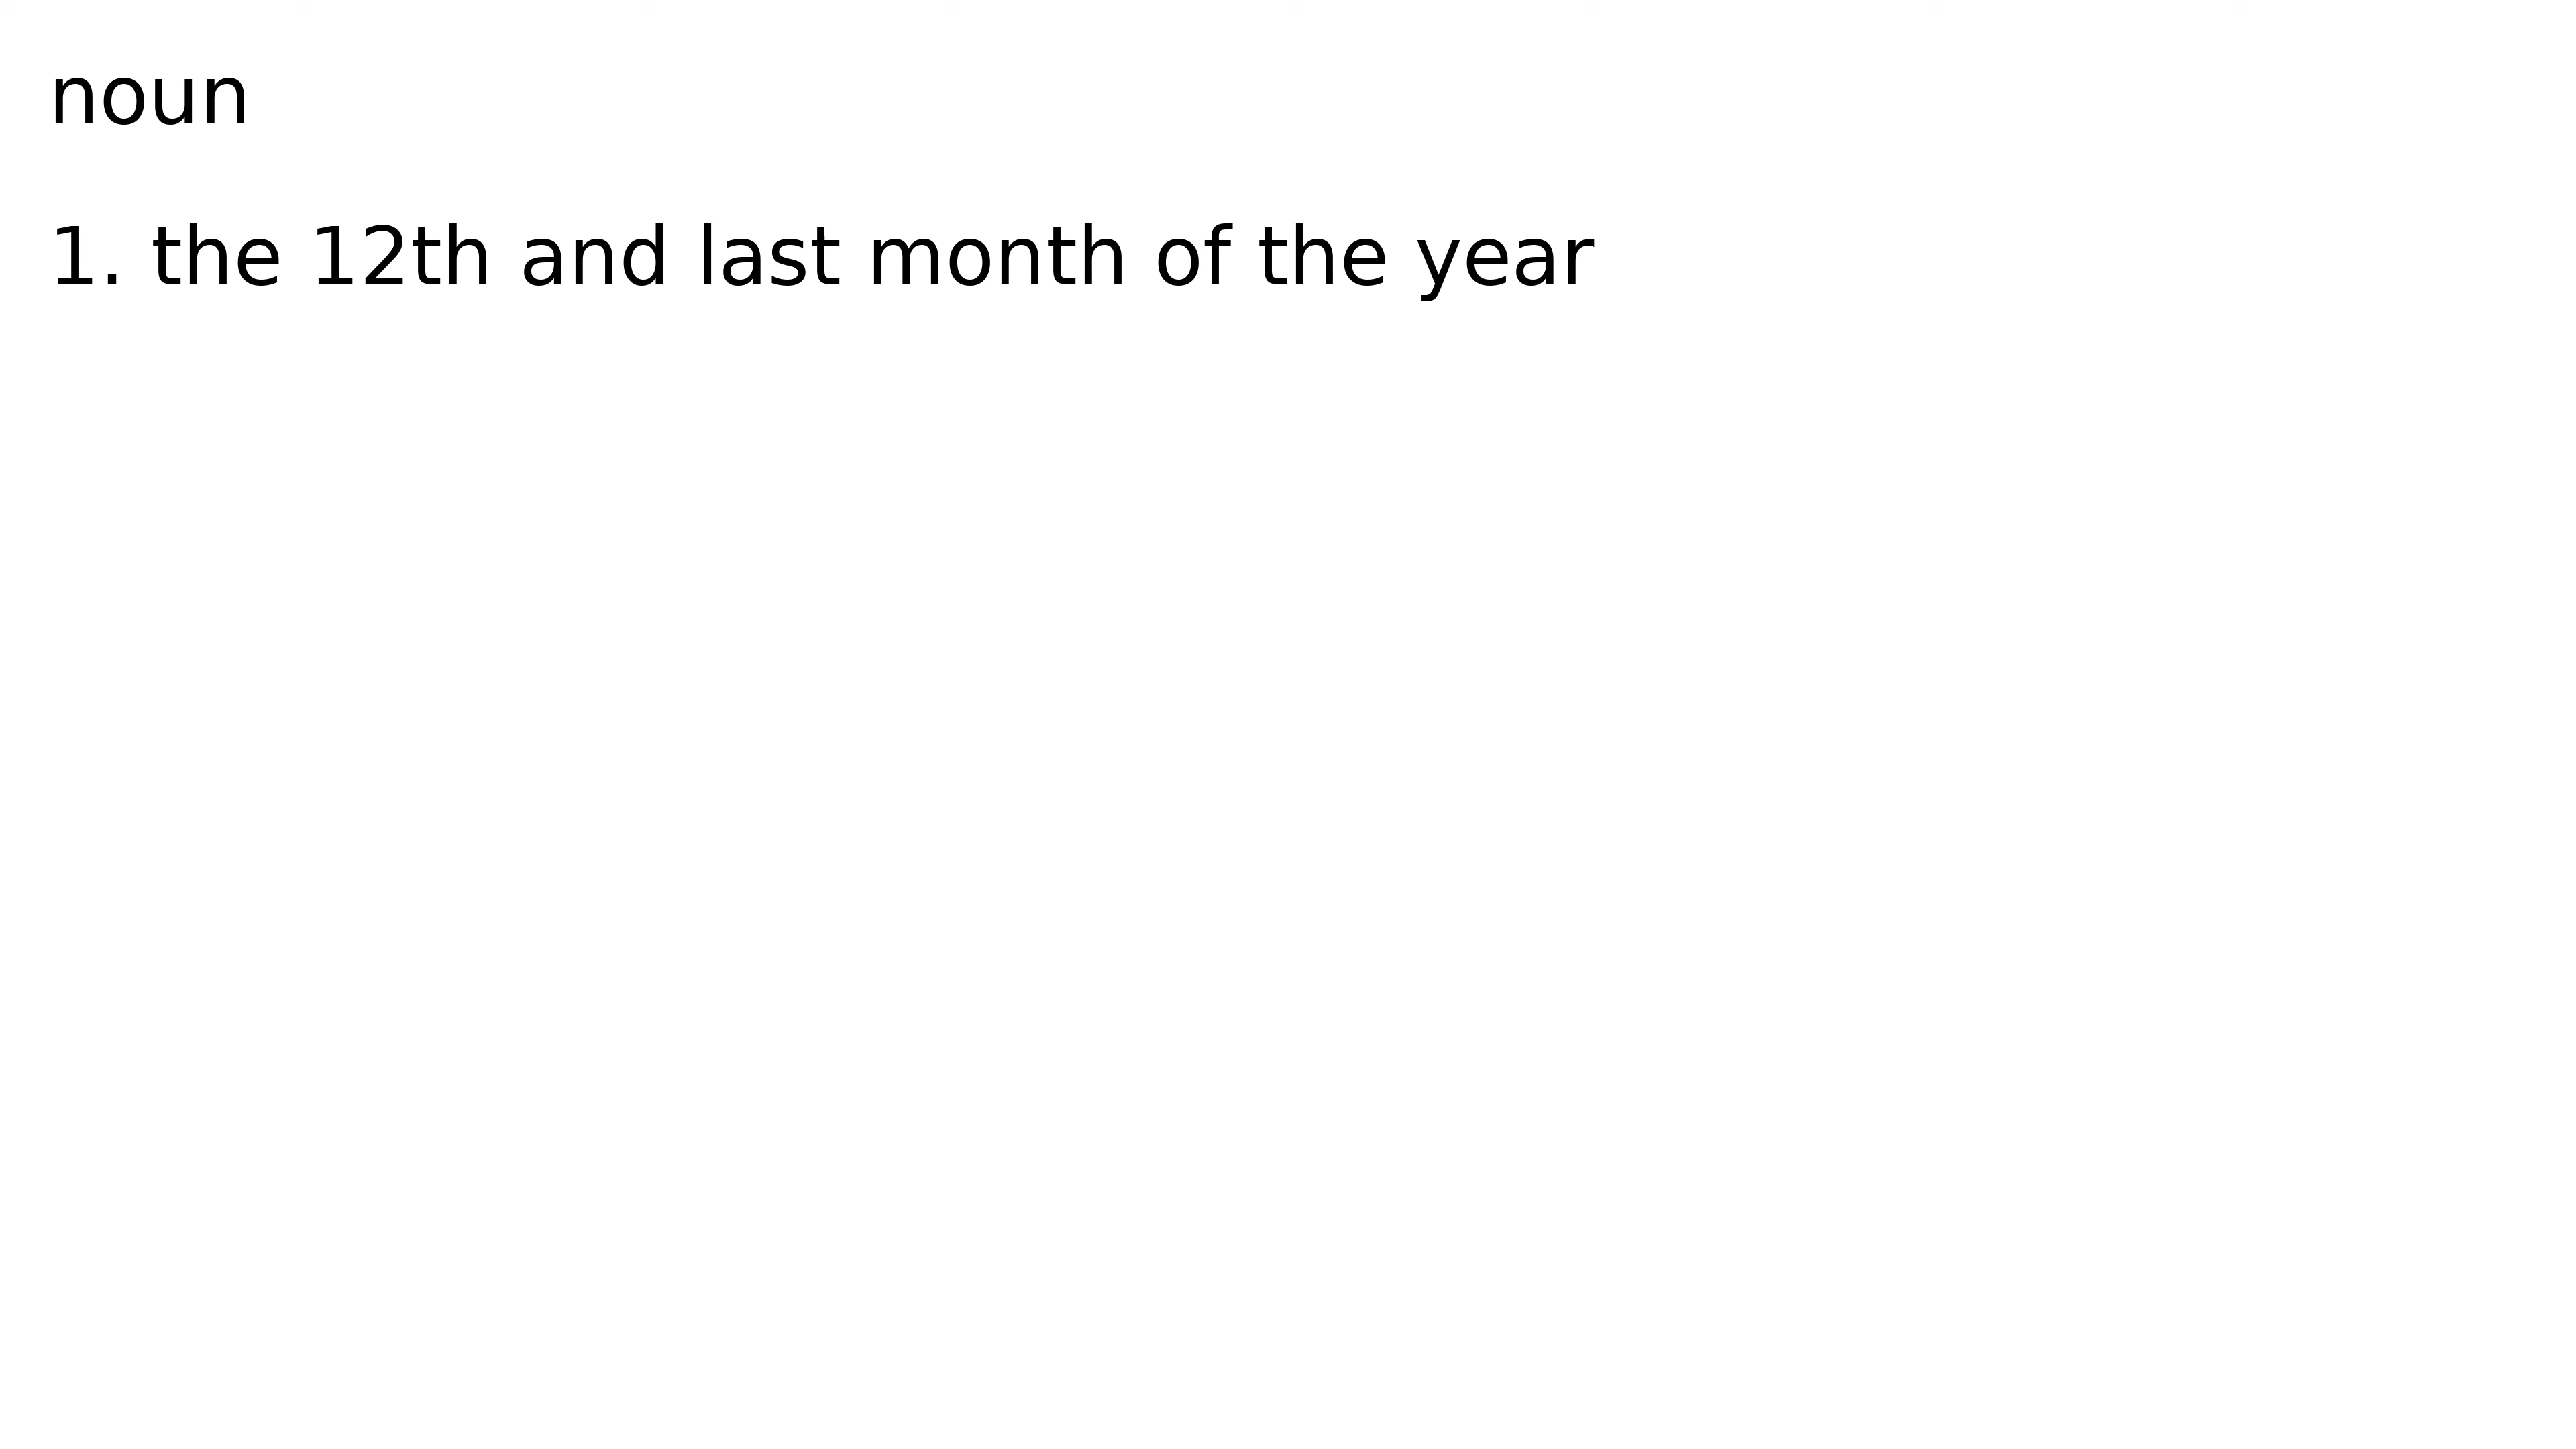 noun
1. the 12th and last month of the year